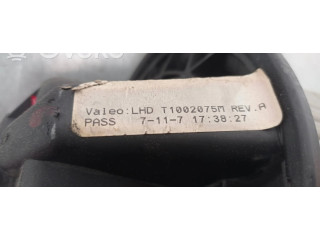 Valeo:LHD T1002075M REV.A
PASS 7-11-7 17:38:27